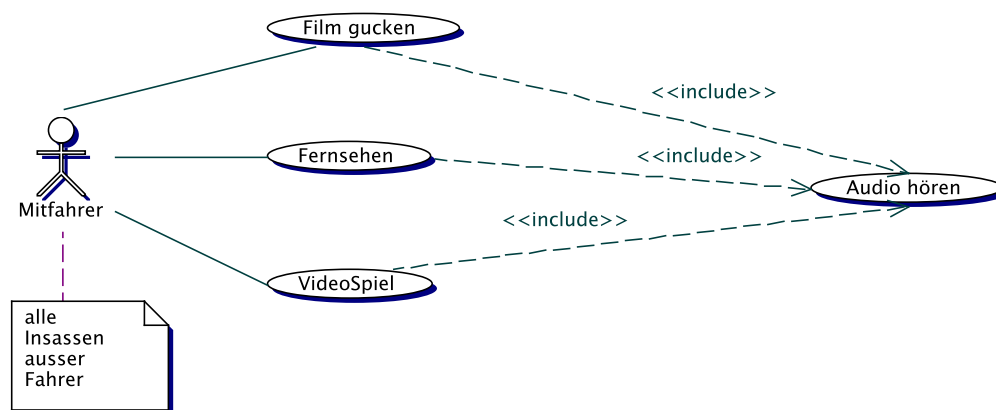 Film gucken
<<include>>
Fernsehen
<<include>>
Audio hören
Mitfahrer
<<include>>
VideoSpiel
alle
Insassen
ausser
Fahrer